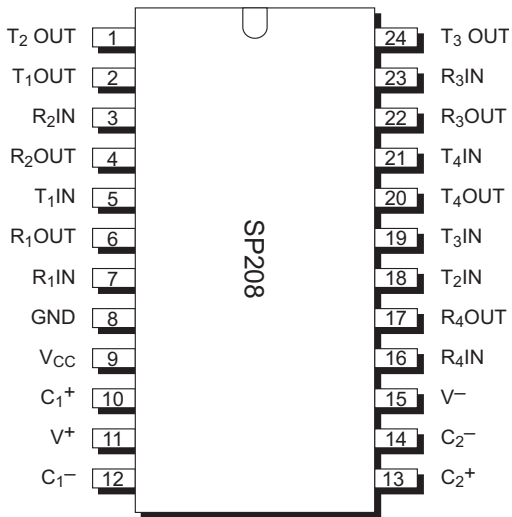 T₂ OUT 1 24 T₃ OUT
T₁OUT 2 23 R₃IN
R₂IN 3 22 R₃OUT
R₂OUT 4 21 T₄IN
T₁IN 5 20 T₄OUT
R₁OUT 6 19 T₃IN
R₁IN 7 18 T₂IN
GND 8 17 R₄OUT
VCC 9 16 R₄IN
C₁⁺ 10 15 V⁻
V⁺ 11 14 C₂⁻
C₁⁻ 12 13 C₂⁺
SP208